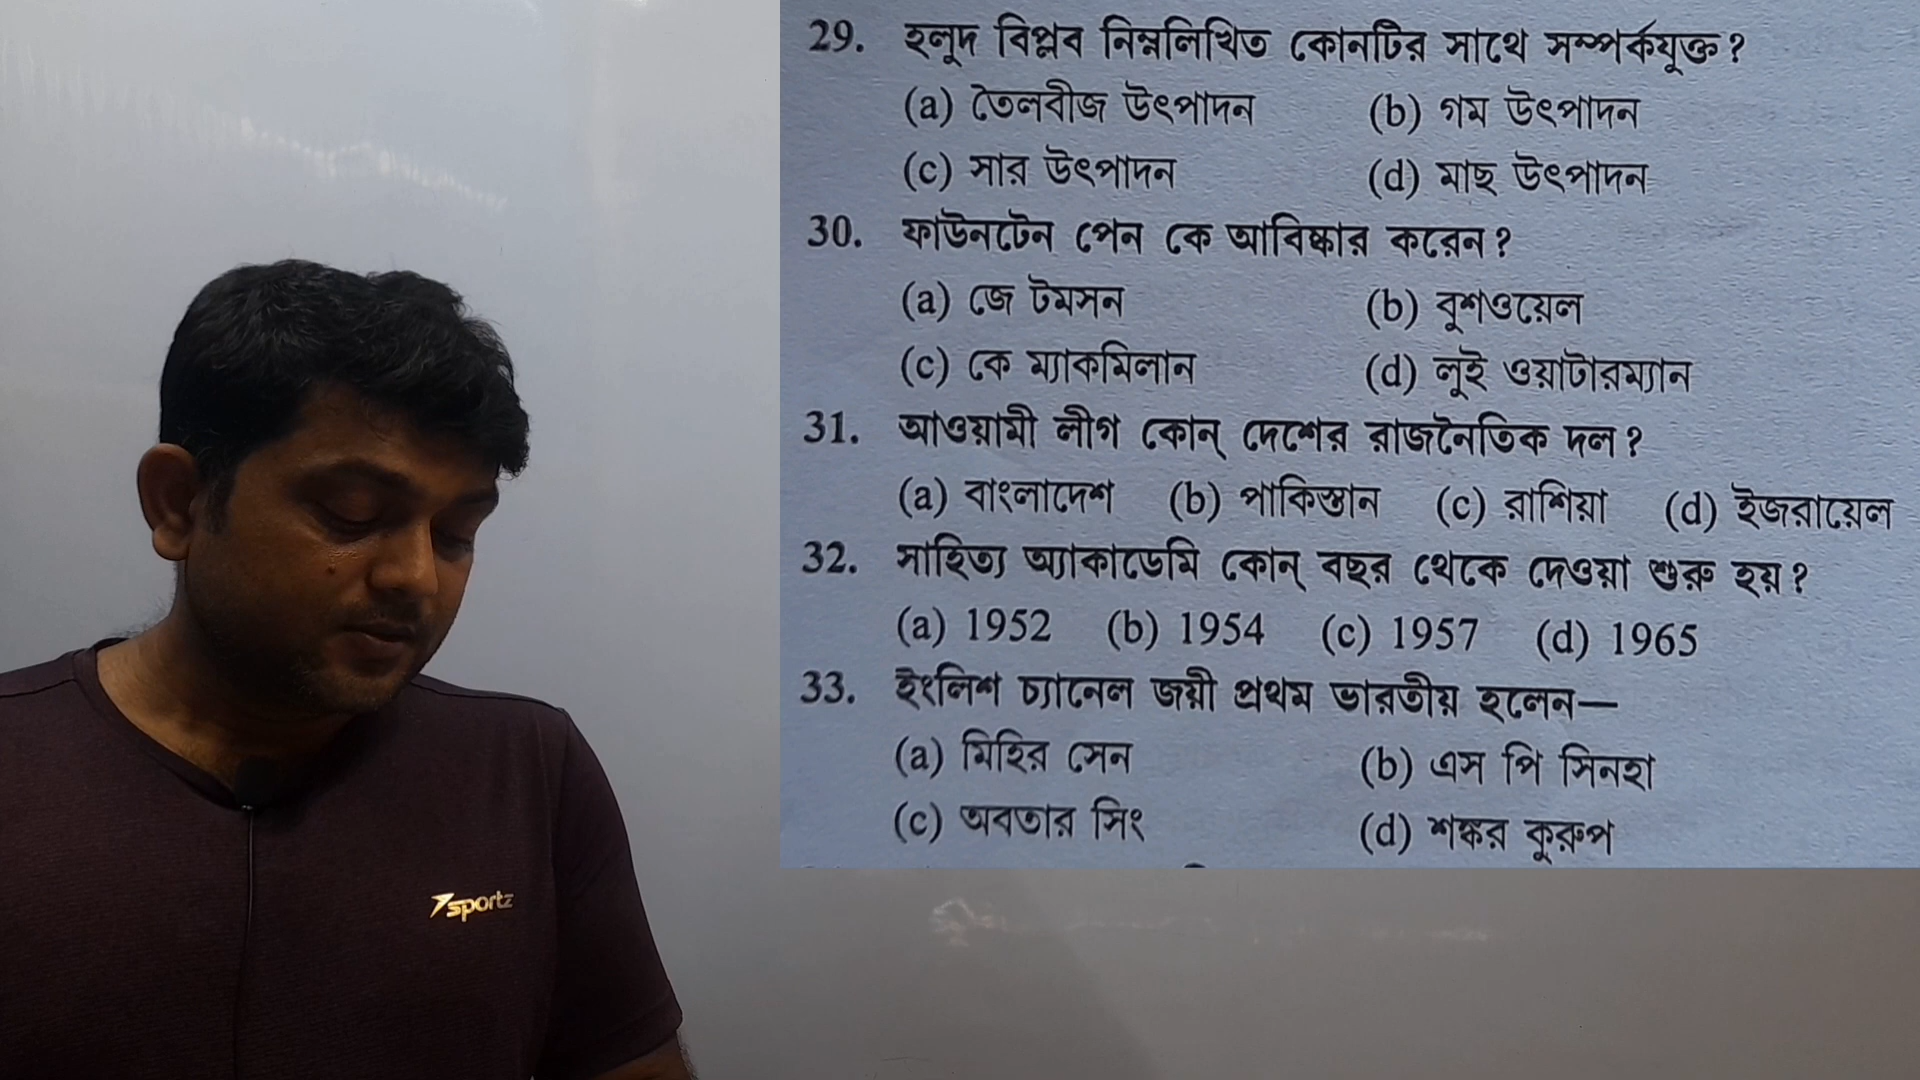 29. হলুদ বিপ্লব নিম্নলিখিত কোনটির সাথে সম্পর্কযুক্ত?
(a) তৈলবীজ উৎপাদন (b) গম উৎপাদন
(c) সার উৎপাদন (d) মাছ উৎপাদন
30. ফাউনটেন পেন কে আবিষ্কার করেন?
(a) জে টমসন (b) বুশওয়েল
(c) কে ম্যাকমিলান (d) লুই ওয়াটারম্যান
31. আওয়ামী লীগ কোন্ দেশের রাজনৈতিক দল?
(a) বাংলাদেশ (b) পাকিস্তান (c) রাশিয়া (d) ইজরায়েল
32. সাহিত্য অ্যাকাডেমি কোন্ বছর থেকে দেওয়া শুরু হয়?
(a) 1952 (b) 1954 (c) 1957 (d) 1965
33. ইংলিশ চ্যানেল জয়ী প্রথম ভারতীয় হলেন—
(a) মিহির সেন (b) এস পি সিনহা
(c) অবতার সিং (d) শঙ্কর কুরুপ
sportz